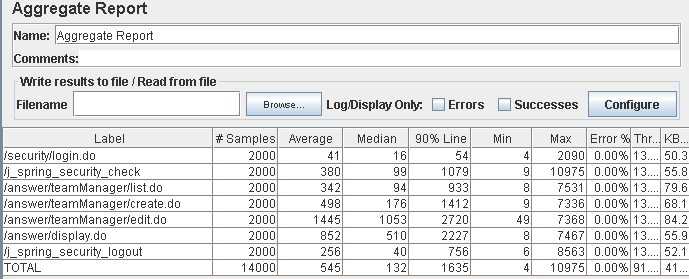 Aggregate Report
Name: Aggregate Report
Comments:
Write results to file / Read from file
Filename Browse... Log/Display Only: Errors Successes Configure
Label # Samples Average Median 90% Line Min Max Error % Thr... KB...
/security/login.do 2000 41 16 54 4 2090 0.00% 13.... 50.3
/j_spring_security_check 2000 380 99 1079 9 10975 0.00% 13.... 55.8
/answer/teamManager/list.do 2000 342 94 933 8 7531 0.00% 13.... 79.6
/answer/teamManager/create.do 2000 498 176 1412 9 7336 0.00% 13.... 68.1
/answer/teamManager/edit.do 2000 1445 1053 2720 49 7368 0.00% 13.... 84.2
/answer/display.do 2000 852 510 2227 8 7467 0.00% 13.... 55.9
/j_spring_security_logout 2000 256 40 756 6 8563 0.00% 13.... 52.1
TOTAL 14000 545 132 1635 4 10975 0.00% 91.... 41...